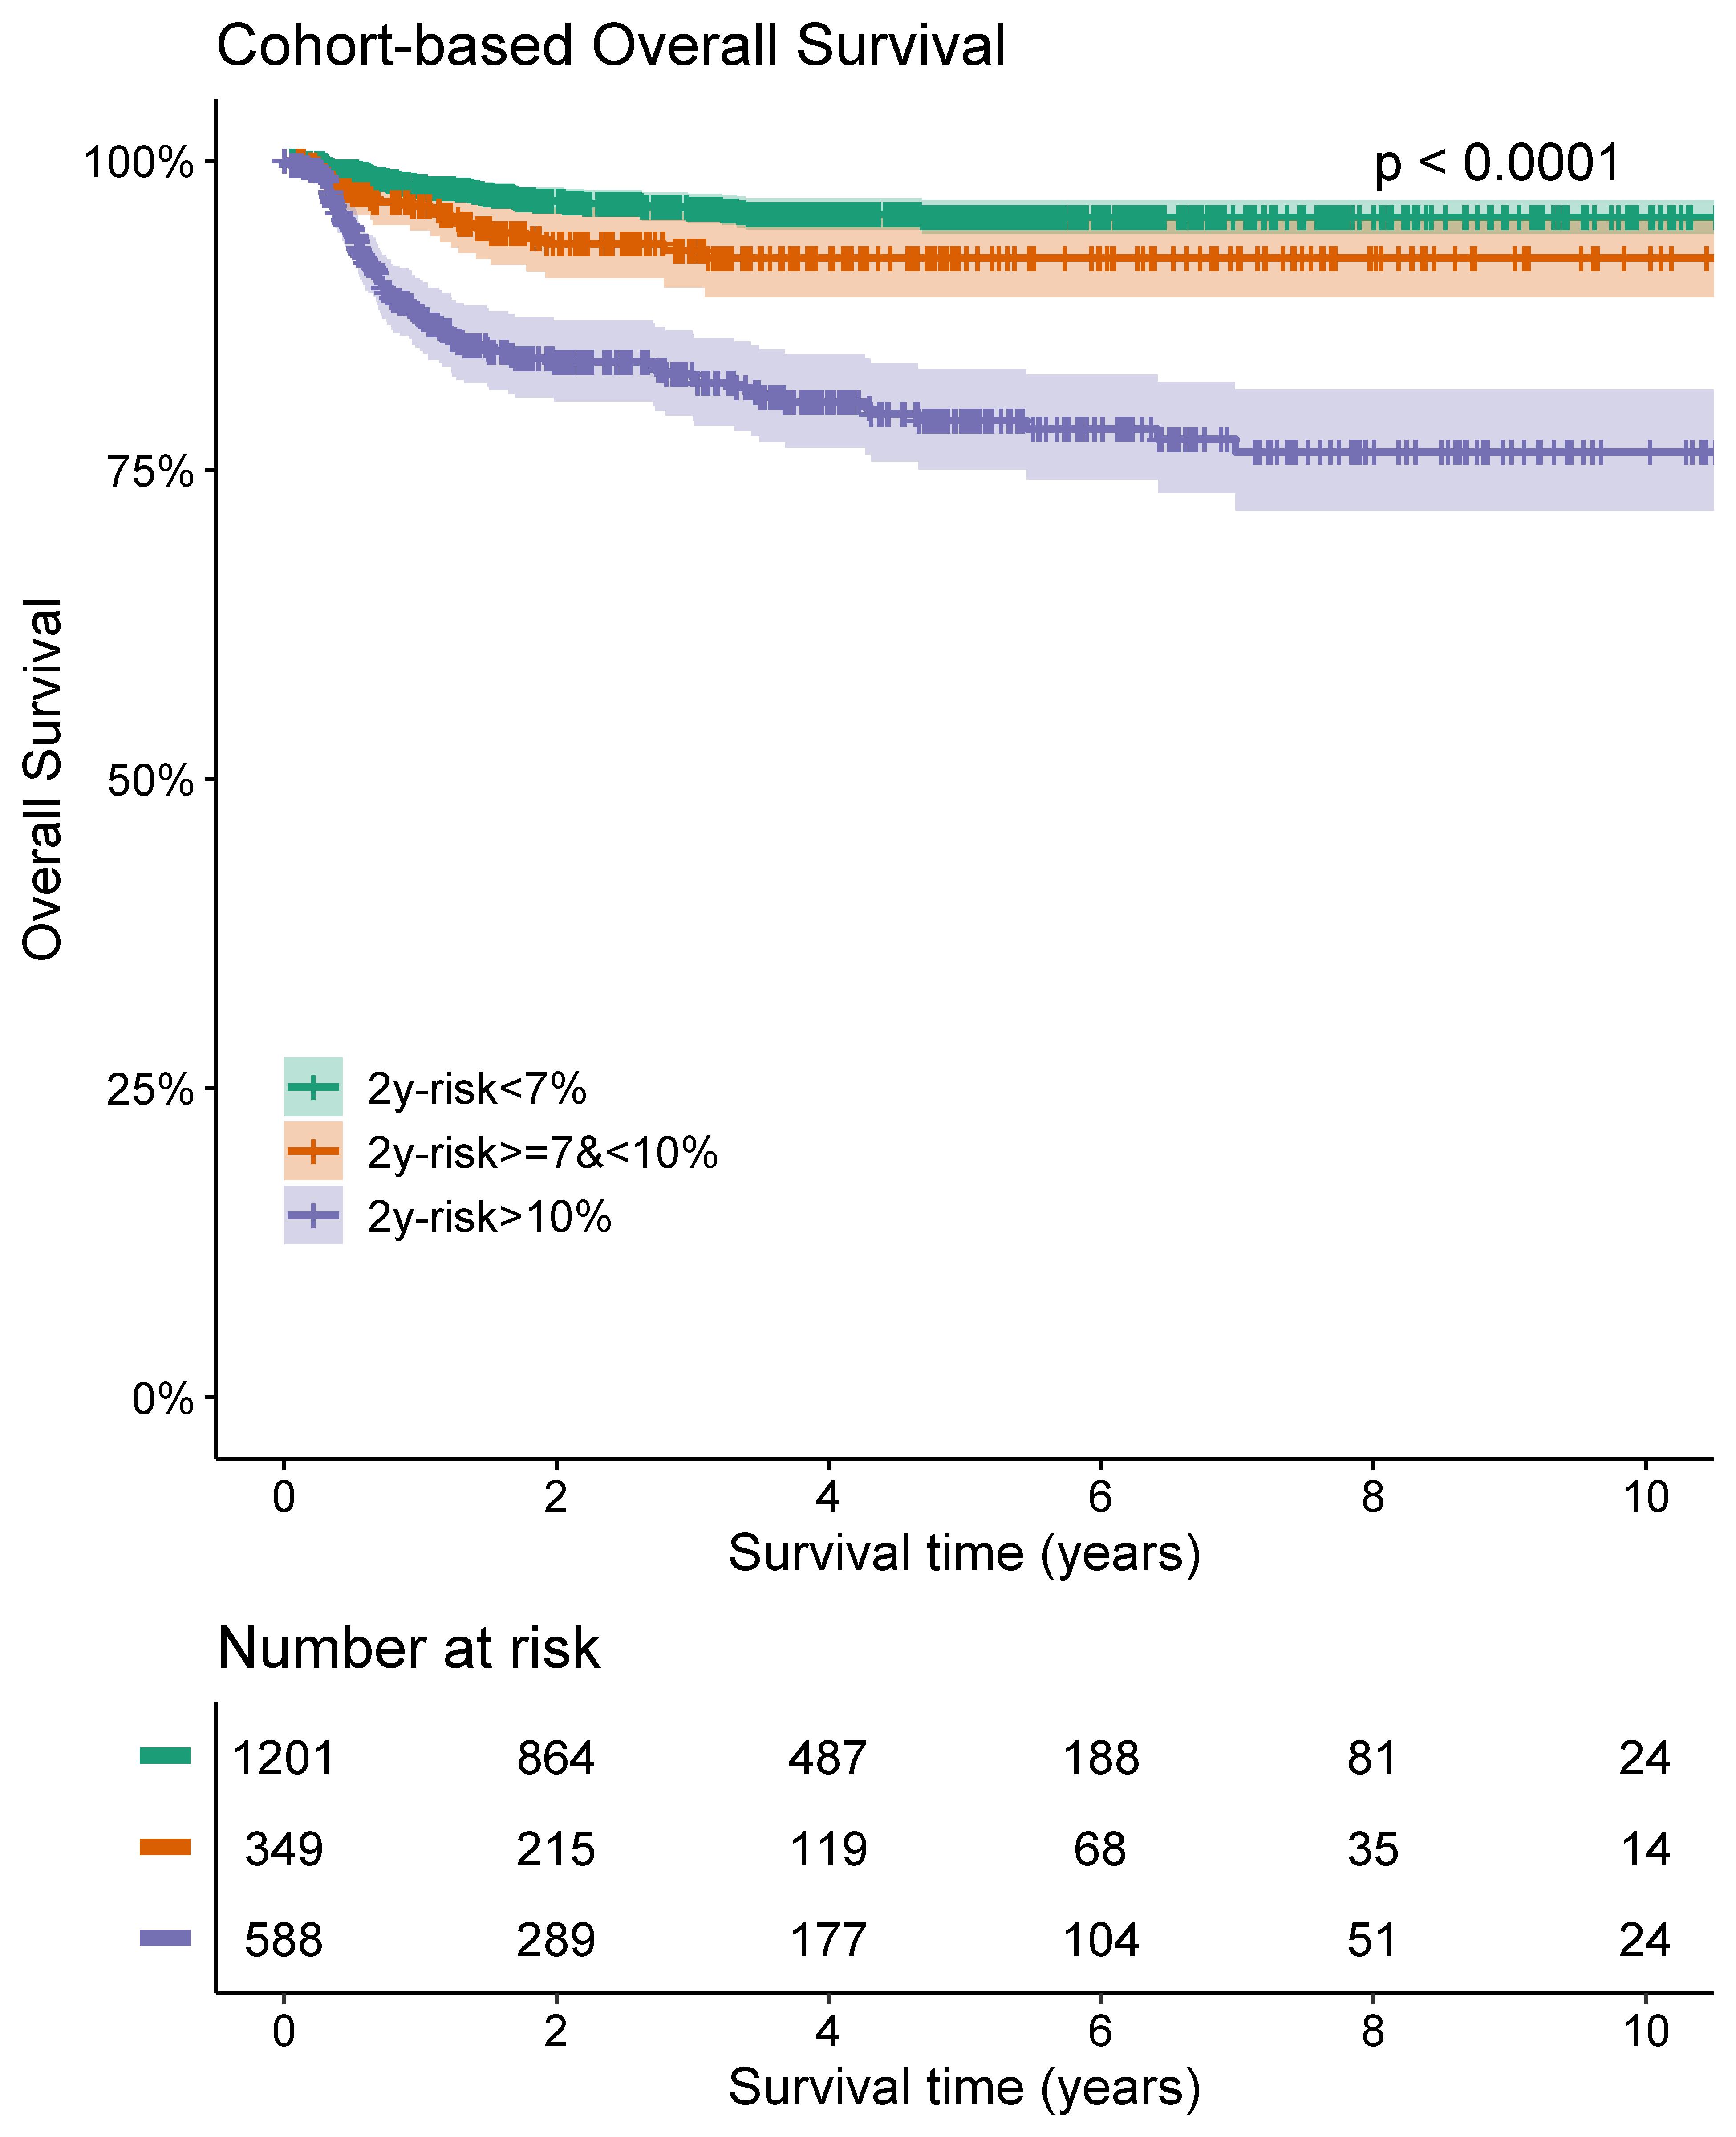 Cohort-based Overall Survival
p < 0.0001
100%
75%
50%
25%
0%
Overall Survival
2y-risk<7%
2y-risk>=7&<10%
2y-risk>10%
0 2 4 6 8 10
Survival time (years)
Number at risk
1201 864 487 188 81 24
349 215 119 68 35 14
588 289 177 104 51 24
0 2 4 6 8 10
Survival time (years)